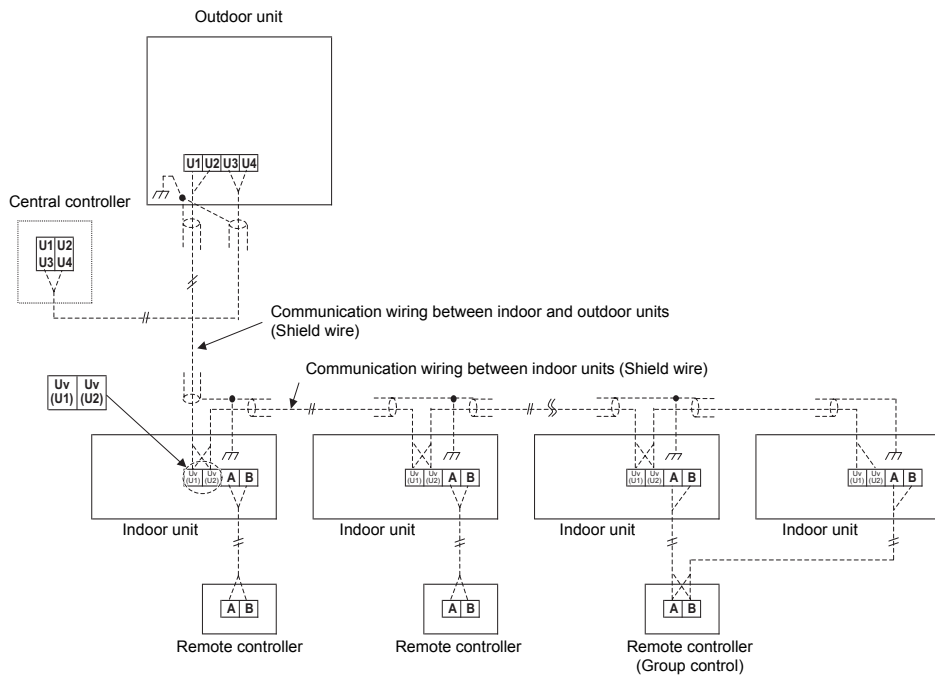 Outdoor unit
U1 U2 U3 U4
Central controller
U1 U2
U3 U4
Communication wiring between indoor and outdoor units
(Shield wire)
Communication wiring between indoor units (Shield wire)
Uv Uv
(U1) (U2)
Uv (U1) Uv (U2) A B
Uv (U1) Uv (U2) A B
Uv (U1) Uv (U2) A B
Uv (U1) Uv (U2) A B
Indoor unit
Indoor unit
Indoor unit
Indoor unit
A B
A B
A B
Remote controller
Remote controller
Remote controller
(Group control)